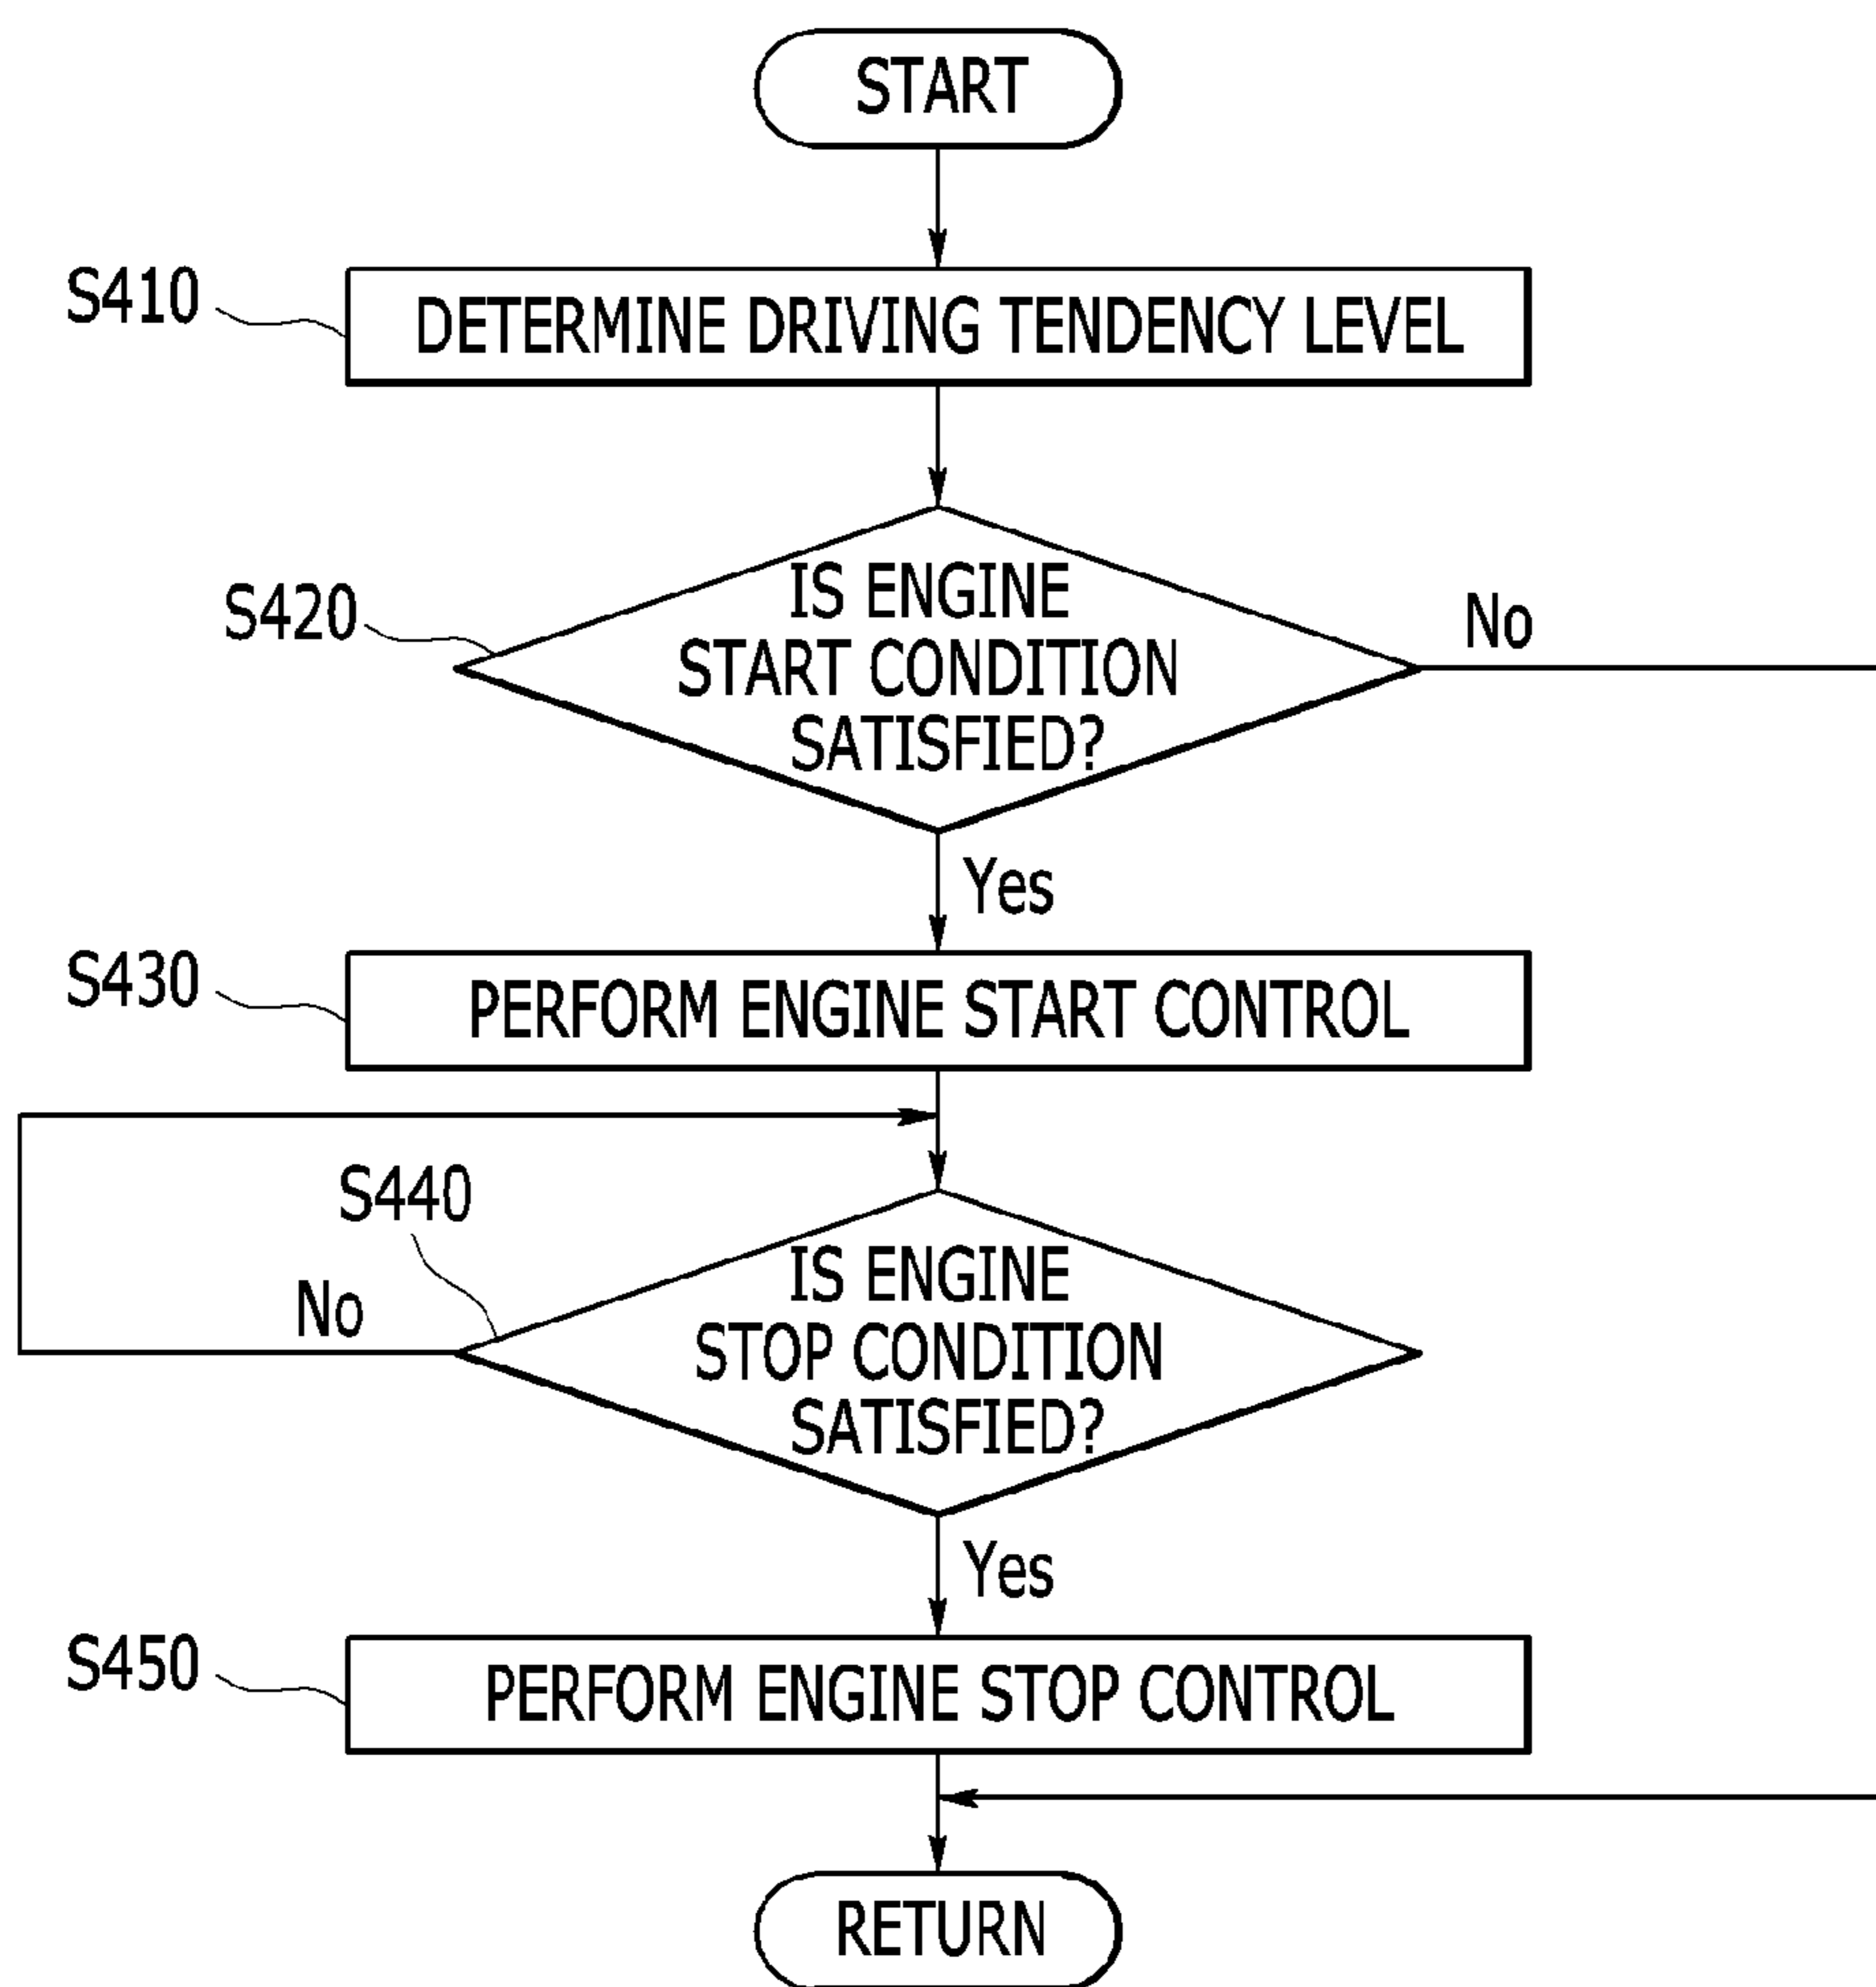 START
S410
DETERMINE DRIVING TENDENCY LEVEL
S420
IS ENGINE
START CONDITION
SATISFIED?
No
Yes
S430
PERFORM ENGINE START CONTROL
S440
No
IS ENGINE
STOP CONDITION
SATISFIED?
Yes
S450
PERFORM ENGINE STOP CONTROL
RETURN